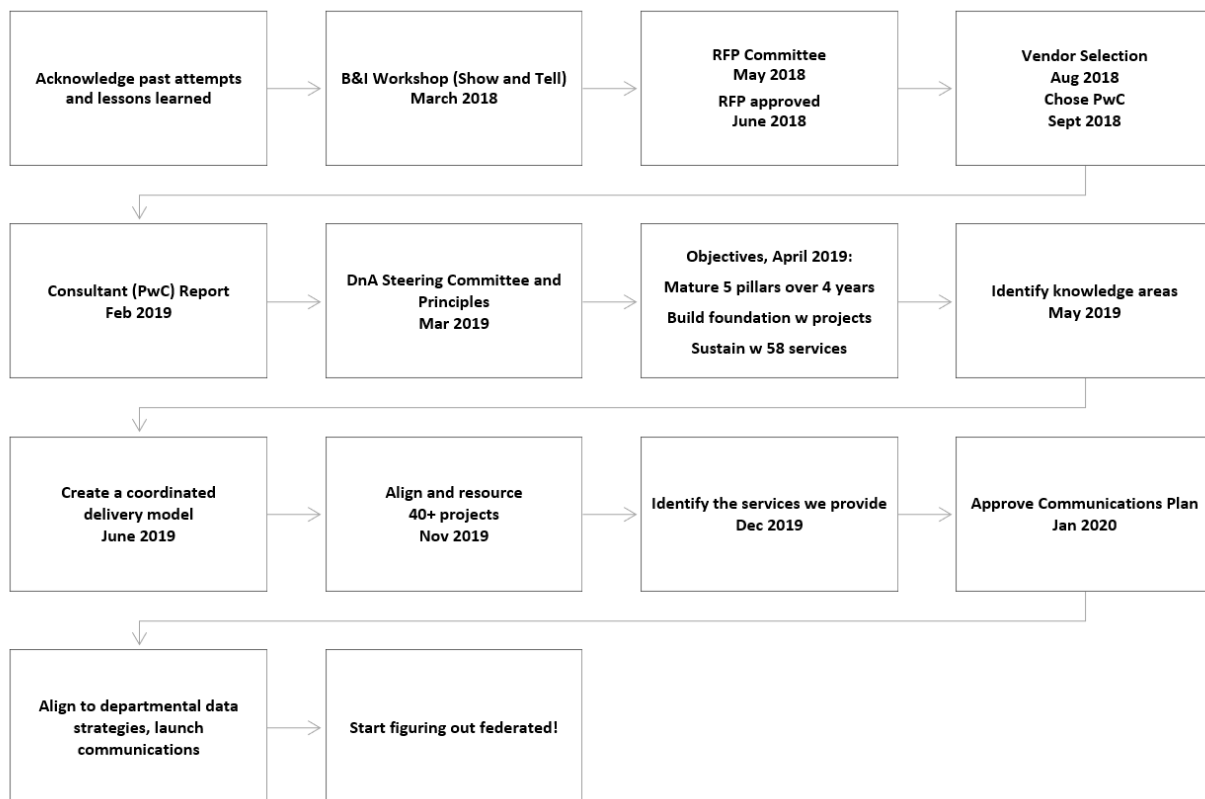 Acknowledge past attempts
and lessons learned
B&I Workshop (Show and Tell)
March 2018
RFP Committee
May 2018
RFP approved
June 2018
Vendor Selection
Aug 2018
Chose PwC
Sept 2018
Consultant (PwC) Report
Feb 2019
DnA Steering Committee and
Principles
Mar 2019
Objectives, April 2019:
Mature 5 pillars over 4 years
Build foundation w projects
Sustain w 58 services
Identify knowledge areas
May 2019
Create a coordinated
delivery model
June 2019
Align and resource
40+ projects
Nov 2019
Identify the services we provide
Dec 2019
Approve Communications Plan
Jan 2020
Align to departmental data
strategies, launch
communications
Start figuring out federated!